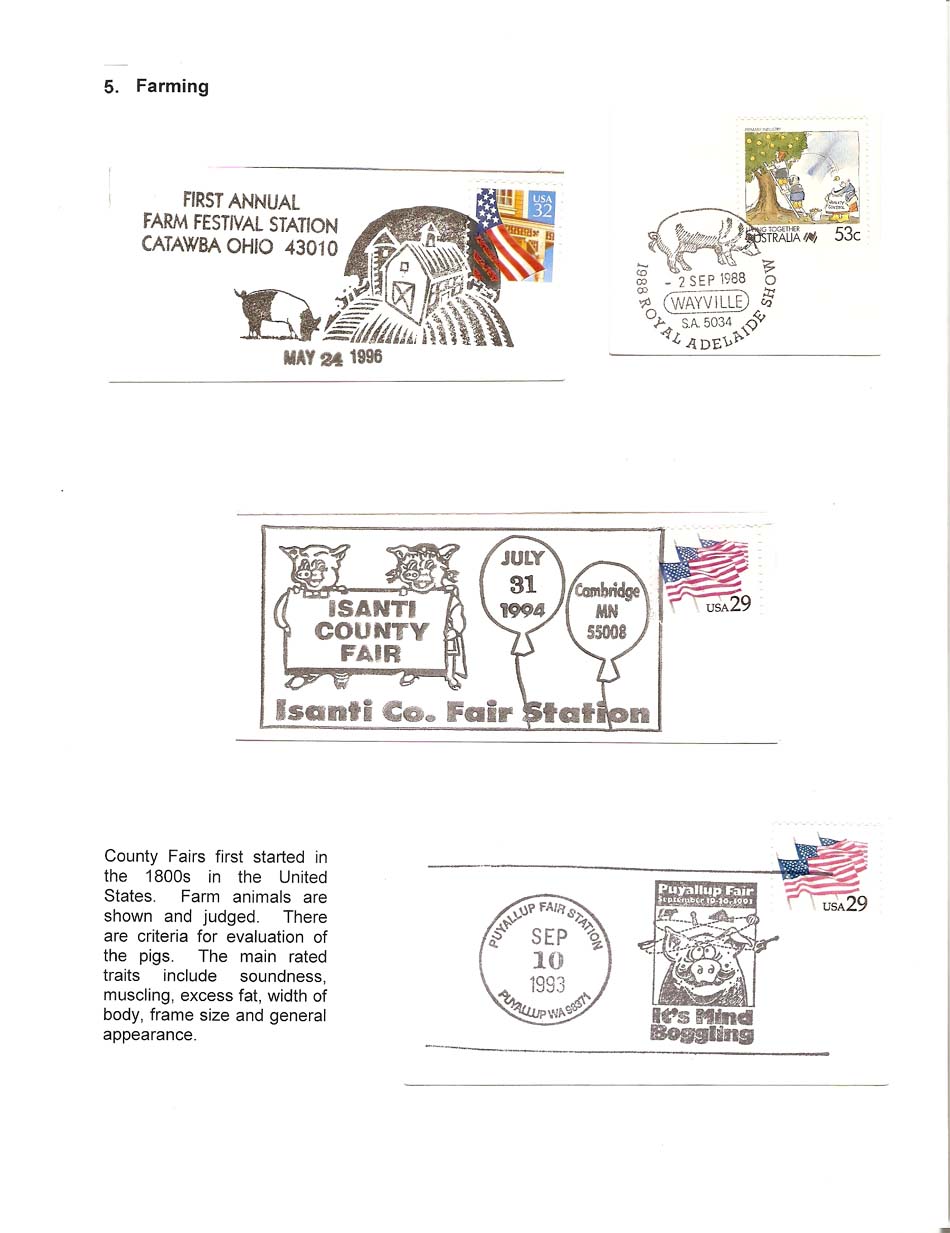 5. Farming
FIRST ANNUAL
FARM FESTIVAL STATION
CATAWBA OHIO 43010
MAY 24 1996
USA
32
PRIMARY INDUSTRY
LIVING TOGETHER
AUSTRALIA 53c
- 2 SEP 1988
WAYVILLE
S.A. 5034
1988 ROYAL ADELAIDE SHOW
ISANTI
COUNTY
FAIR
JULY
31
1994
Cambridge
MN
55008
Isanti Co. Fair Station
USA 29
County Fairs first started in
the 1800s in the United
States. Farm animals are
shown and judged. There
are criteria for evaluation of
the pigs. The main rated
traits include soundness,
muscling, excess fat, width of
body, frame size and general
appearance.
PUYALLUP FAIR STATION
SEP
10
1993
PUYALLUP WA 98371
Puyallup Fair
It's Mind
Boggling
USA 29